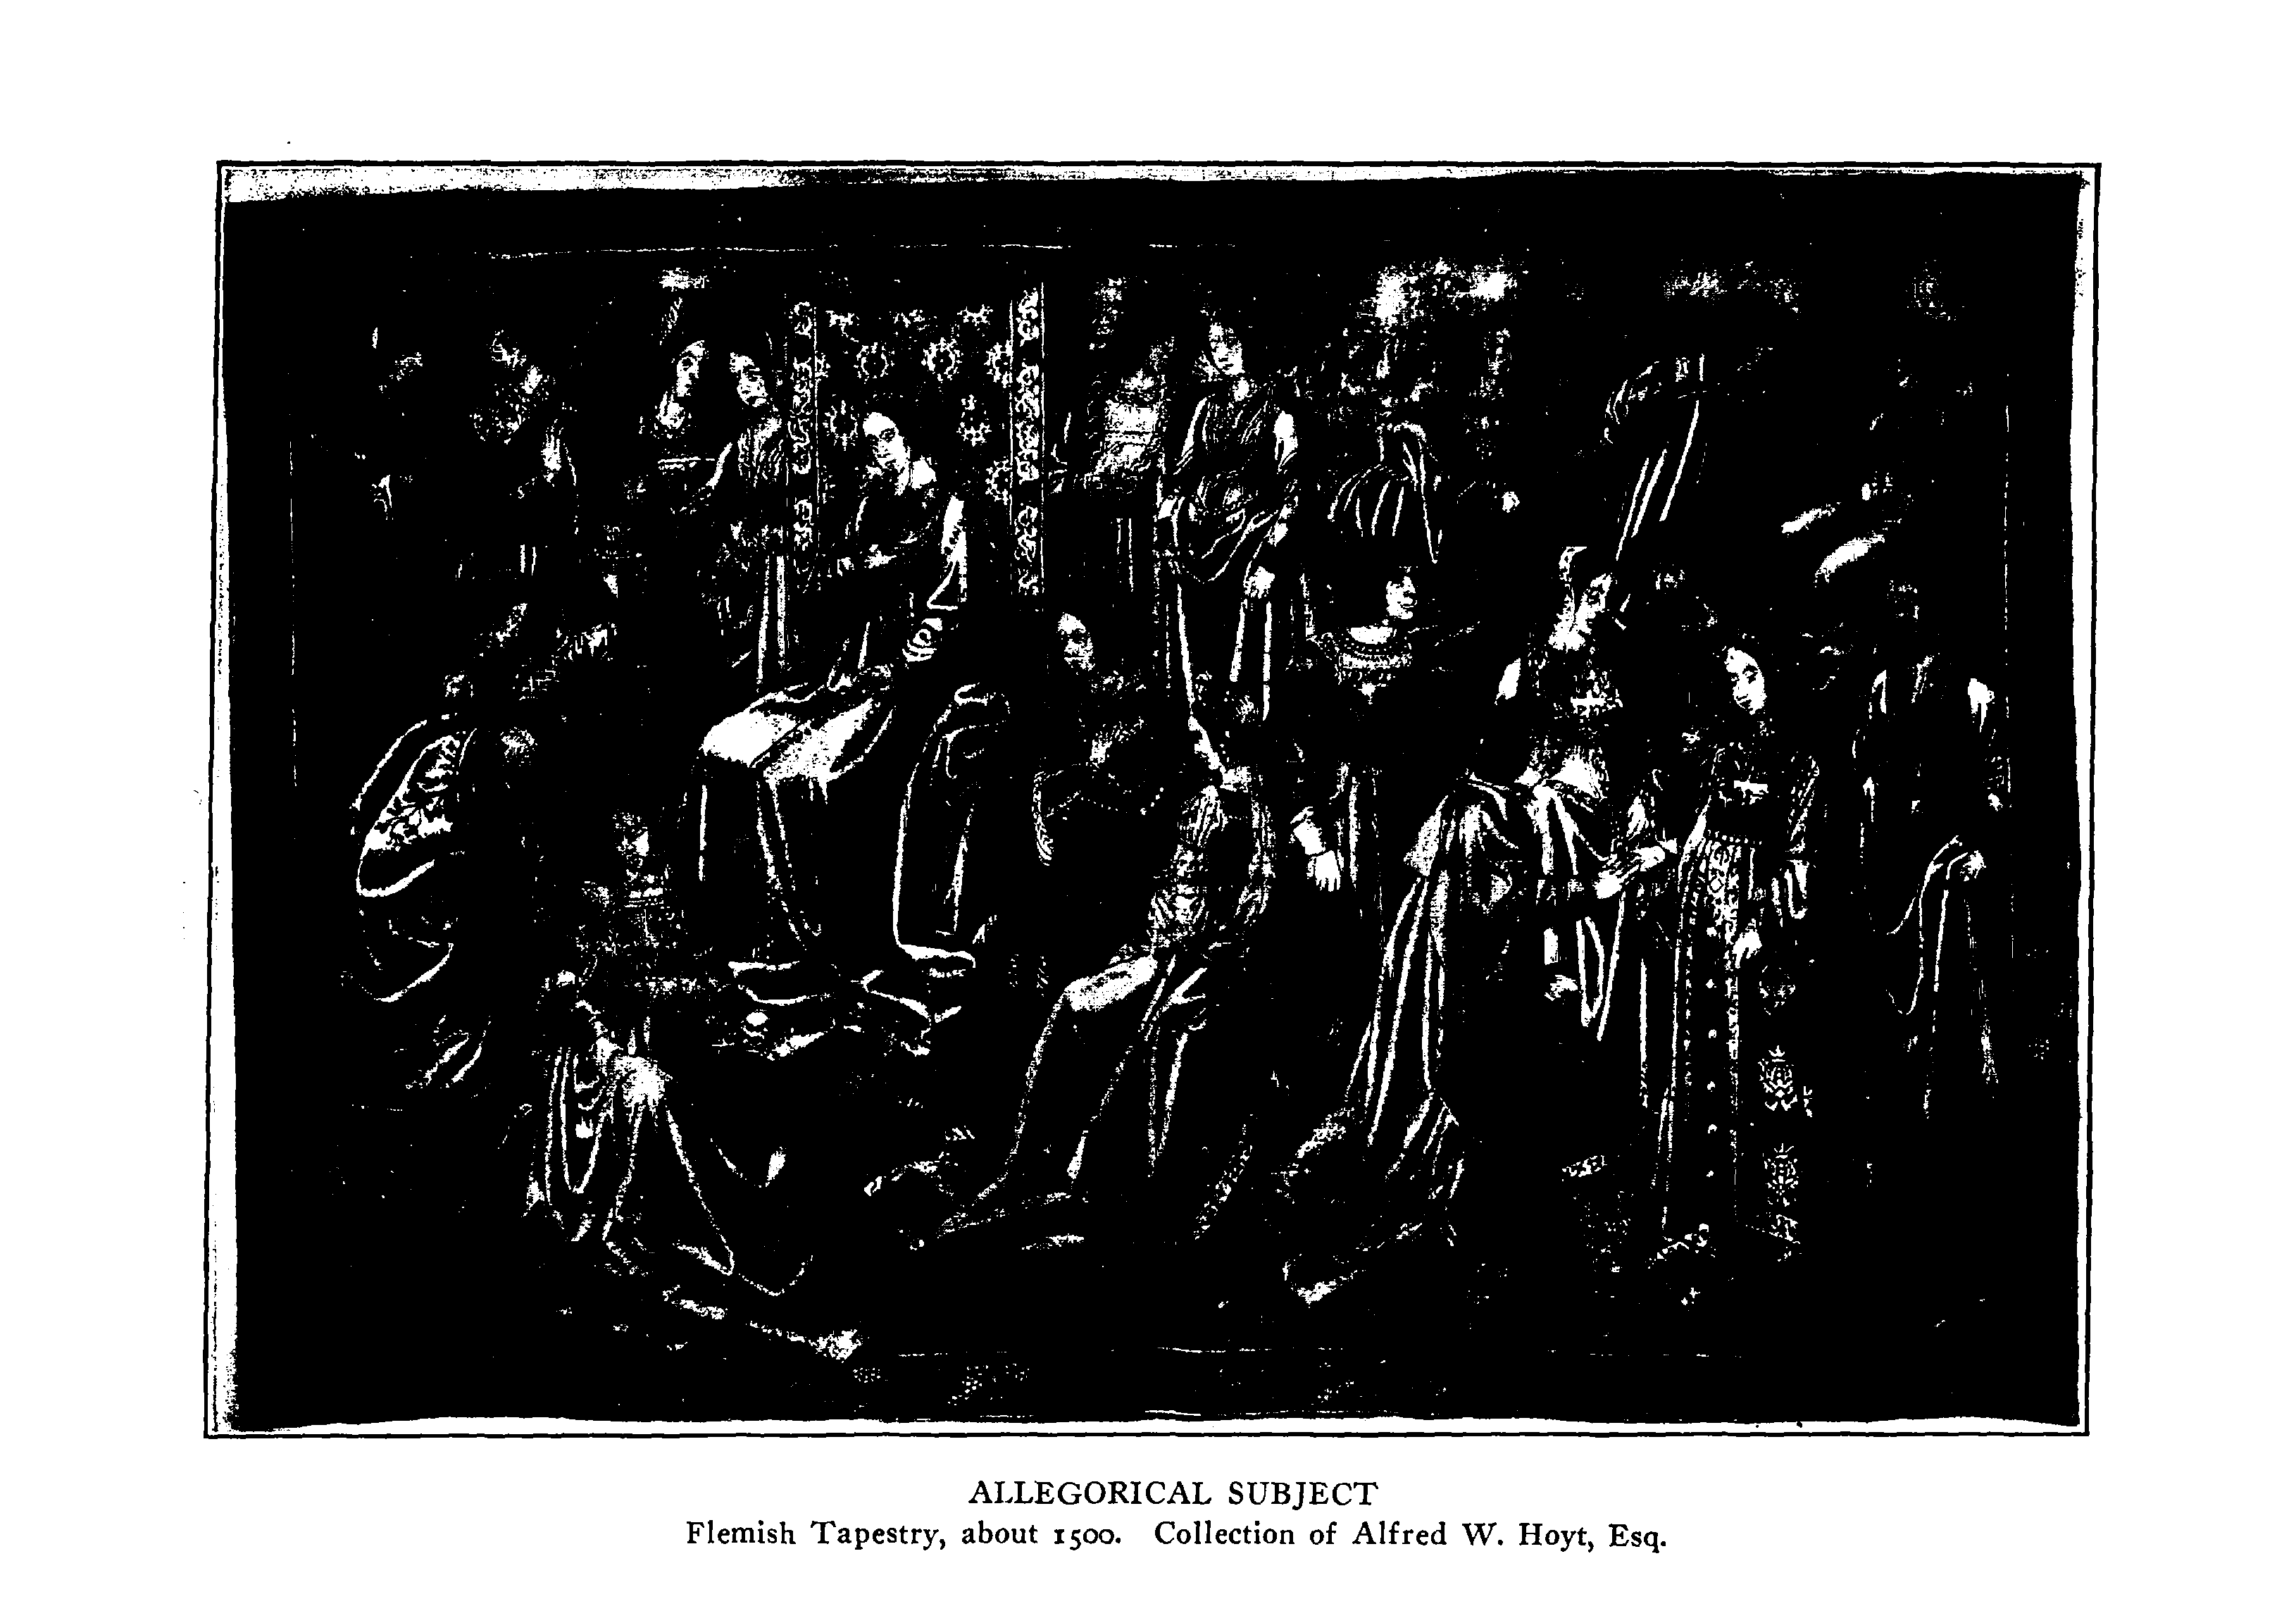 ALLEGORICAL SUBJECT
Flemish Tapestry, about 1500. Collection of Alfred W. Hoyt, Esq.